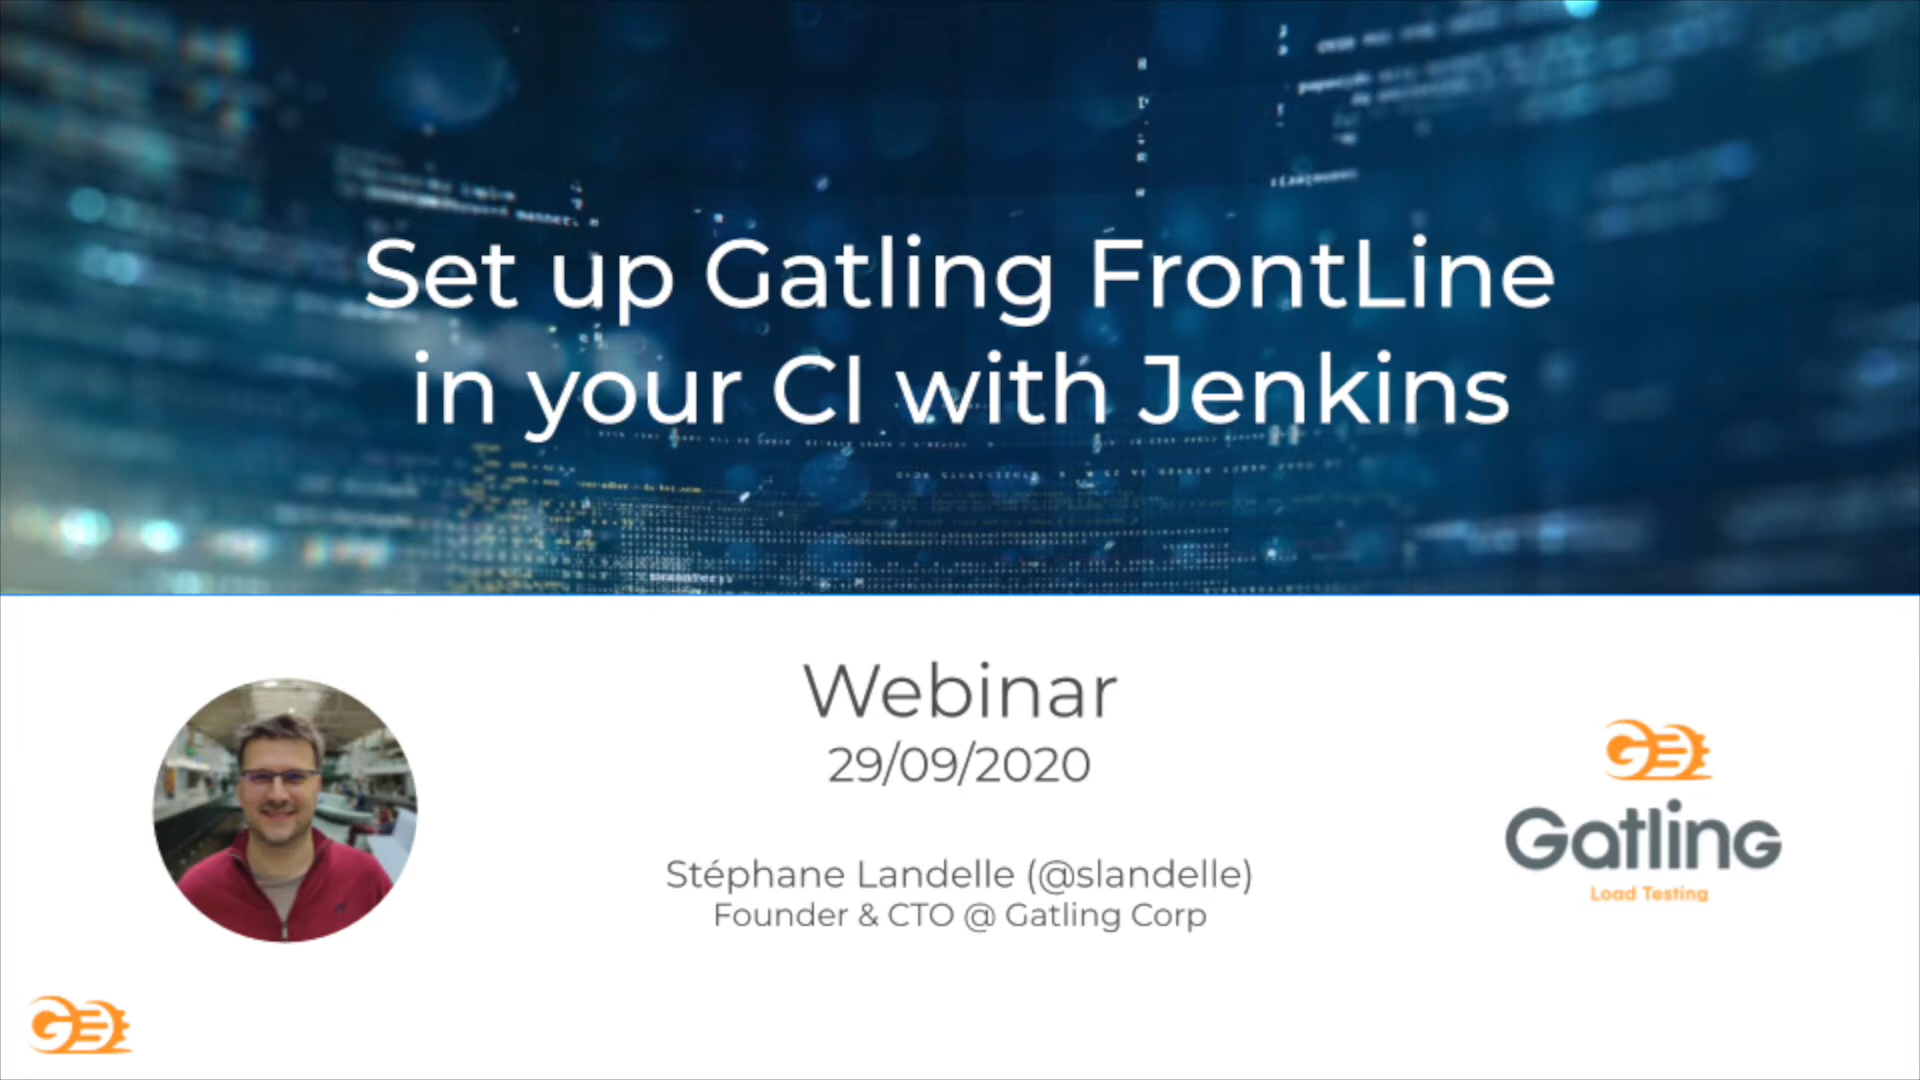 Set up Gatling FrontLine
in your CI with Jenkins
Webinar
29/09/2020
Stéphane Landelle (@slandelle)
Founder & CTO @ Gatling Corp
Gatling
Load Testing